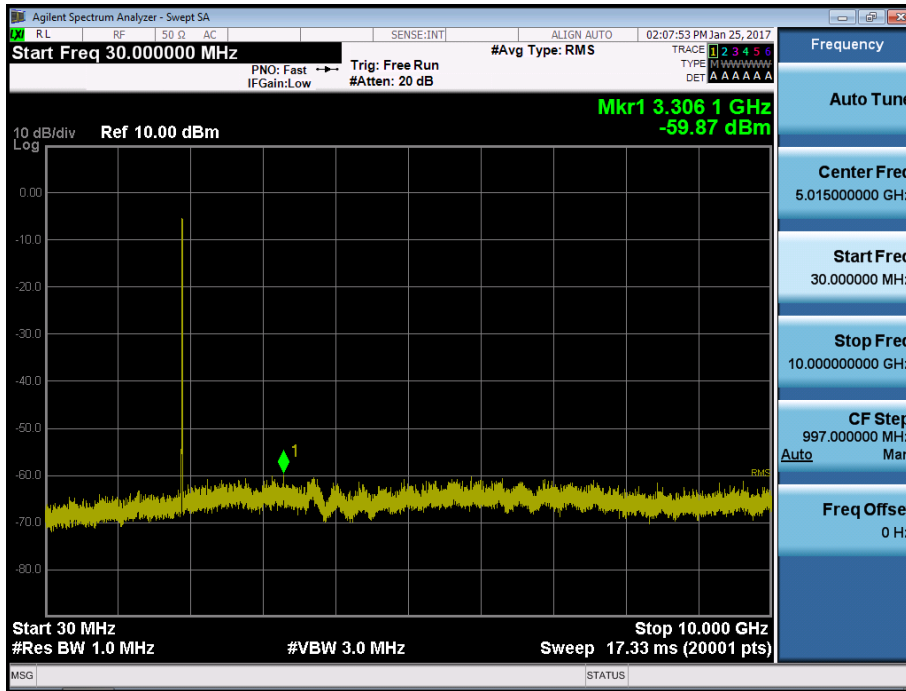 Agilent Spectrum Analyzer - Swept SA
LXI RL RF 50 Ω AC SENSE:INT ALIGN AUTO 02:07:53 PM Jan 25, 2017
Start Freq 30.000000 MHz #Avg Type: RMS TRACE 1 2 3 4 5 6
PNO: Fast Trig: Free Run TYPE M WWWWW
IFGain:Low #Atten: 20 dB DET A A A A A A
Mkr1 3.306 1 GHz
10 dB/div Ref 10.00 dBm -59.87 dBm
Log
0.00
-10.0
-20.0
-30.0
-40.0
-50.0
1
-60.0
RMS
-70.0
-80.0
Start 30 MHz Stop 10.000 GHz
#Res BW 1.0 MHz #VBW 3.0 MHz Sweep 17.33 ms (20001 pts)
MSG STATUS
Frequency
Auto Tune
Center Freq
5.015000000 GHz
Start Freq
30.000000 MHz
Stop Freq
10.000000000 GHz
CF Step
997.000000 MHz
Auto Man
Freq Offset
0 Hz